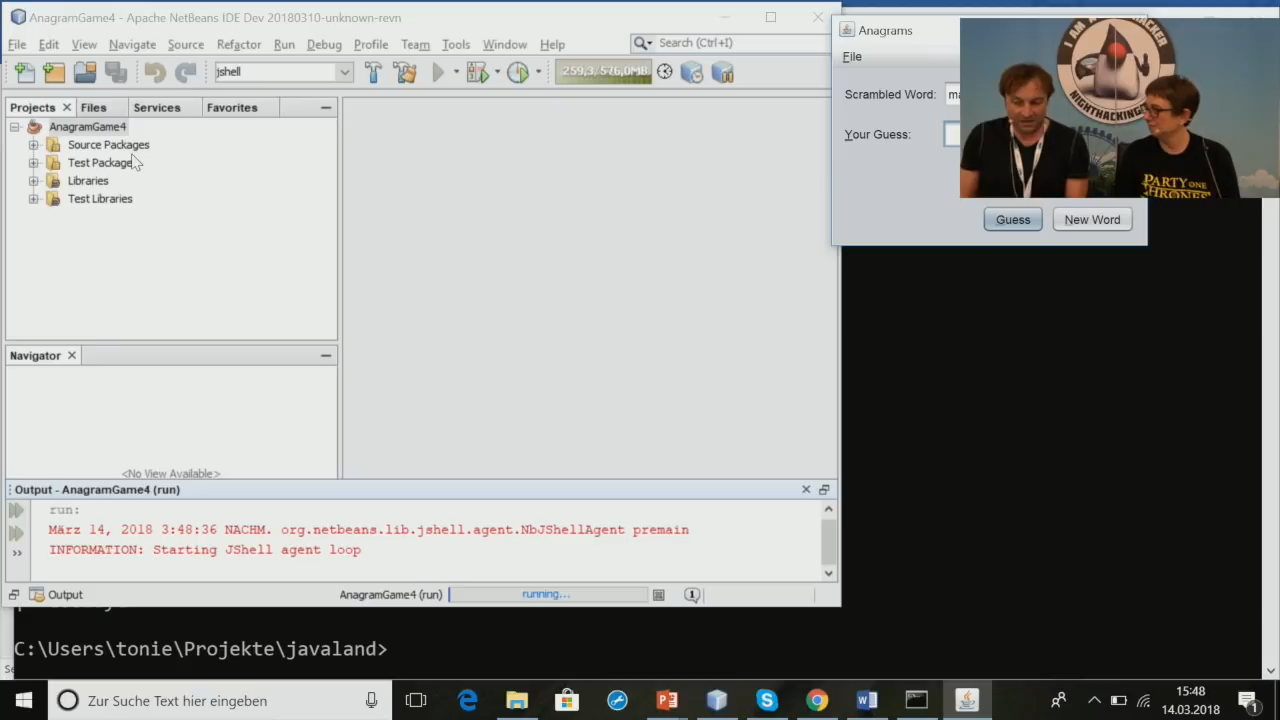 AnagramGame4 - Apache NetBeans IDE Dev 20180310-unknown-revn
File Edit View Navigate Source Refactor Run Debug Profile Team Tools Window Help
Search (Ctrl+I)
jshell
259,3/576,0MB
Projects Files Services Favorites
AnagramGame4
Source Packages
Test Packages
Libraries
Test Libraries
Navigator
<No View Available>
Output - AnagramGame4 (run)
run:
März 14, 2018 3:48:36 NACHM. org.netbeans.lib.jshell.agent.NbJShellAgent premain
INFORMATION: Starting JShell agent loop
Output
AnagramGame4 (run)
running...
1
Anagrams
File
Scrambled Word:
Your Guess:
Guess
New Word
NIGHTHACKING
PARTY ONE
THRONES
C:\Users\tonie\Projekte\javaland>
Zur Suche Text hier eingeben
15:48
14.03.2018
1